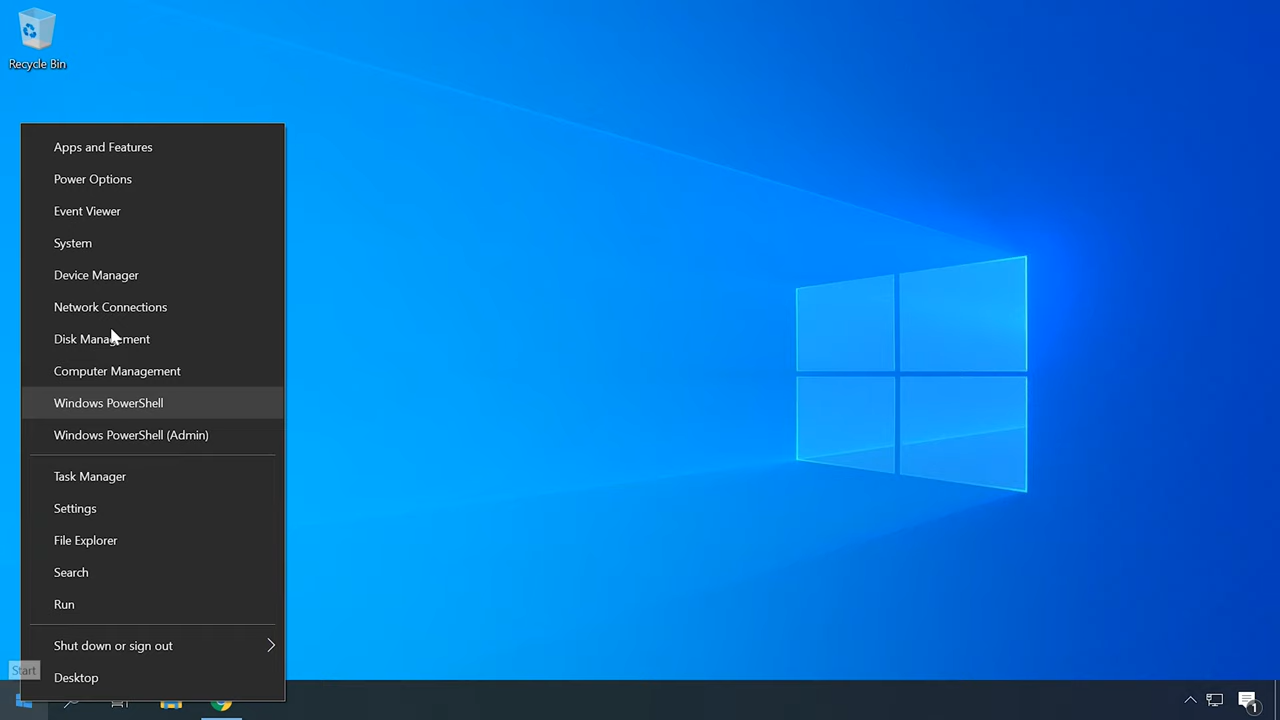 Recycle Bin
Apps and Features
Power Options
Event Viewer
System
Device Manager
Network Connections
Disk Management
Computer Management
Windows PowerShell
Windows PowerShell (Admin)
Task Manager
Settings
File Explorer
Search
Run
Shut down or sign out
Start
Desktop
1